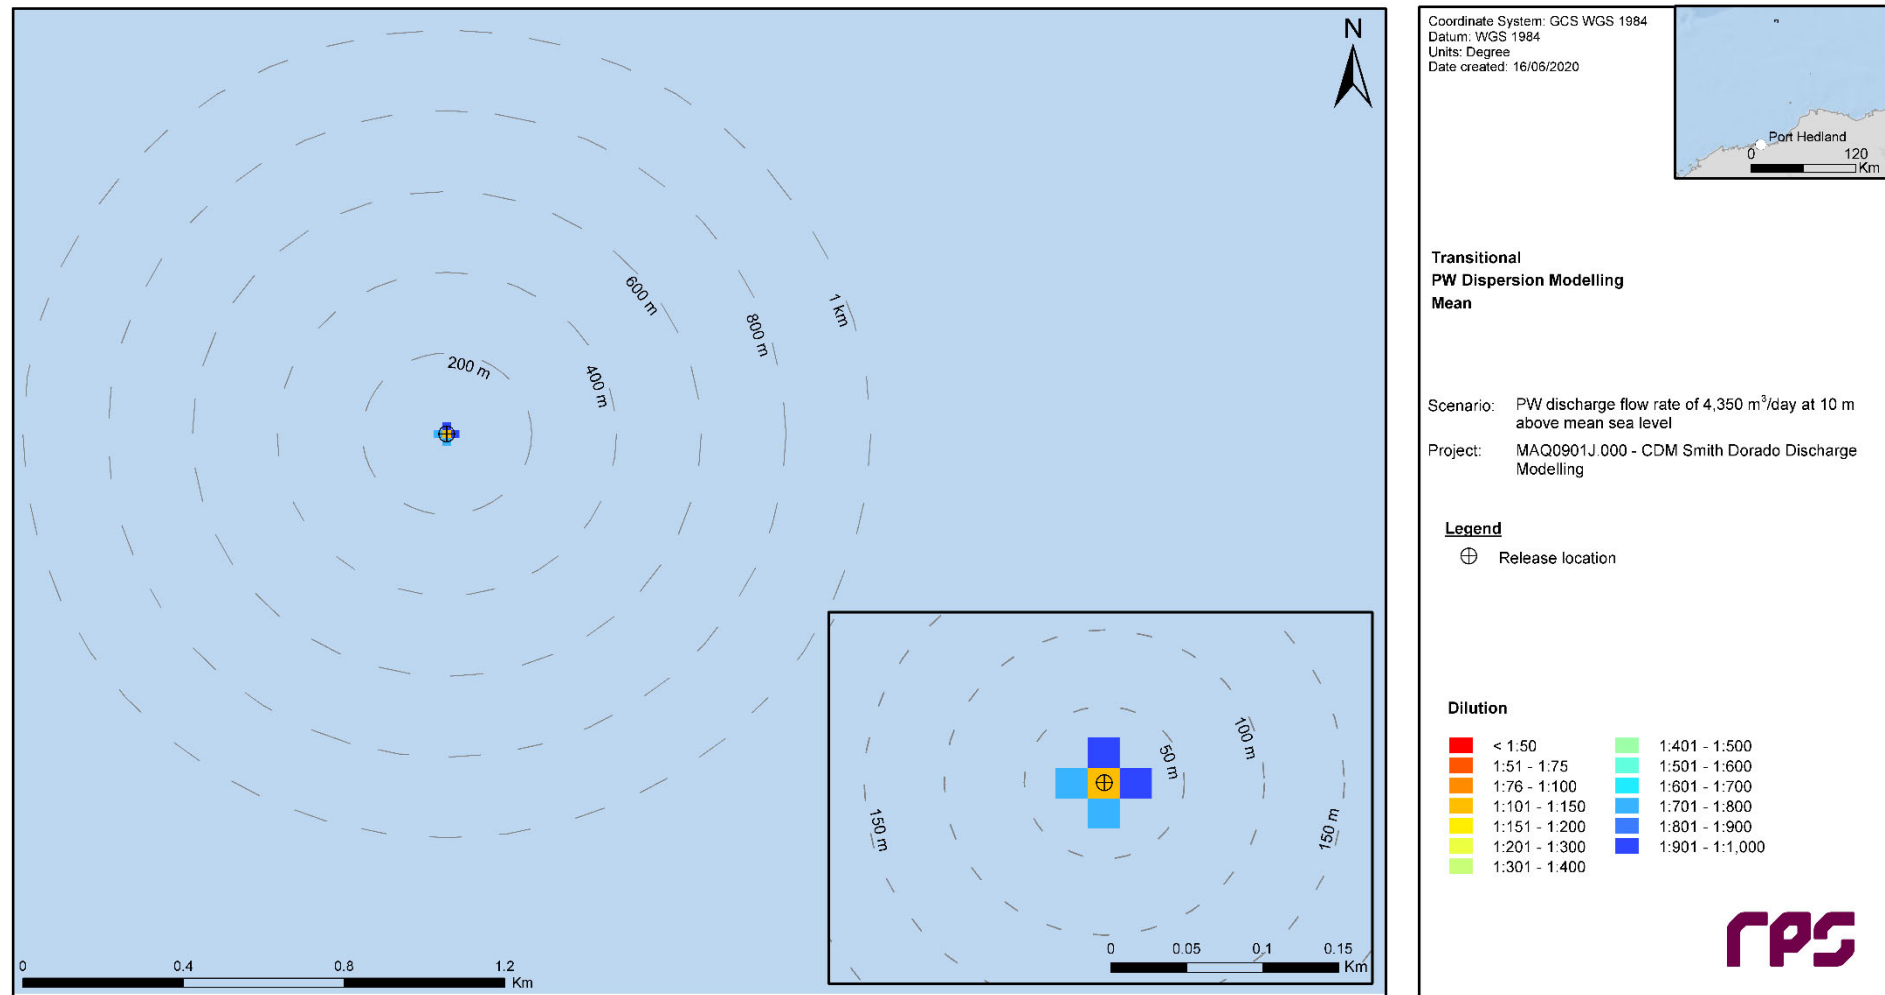 N
1 km
600 m
800 m
200 m
400 m
50 m
100 m
150 m
150 m
0 0.05 0.1 0.15
Km
0 0.4 0.8 1.2
Km
Coordinate System: GCS WGS 1984
Datum: WGS 1984
Units: Degree
Date created: 16/06/2020
Port Hedland
0 120
Km
Transitional
PW Dispersion Modelling
Mean
Scenario: PW discharge flow rate of 4,350 m³/day at 10 m
above mean sea level
Project: MAQ0901J.000 - CDM Smith Dorado Discharge
Modelling
Legend
Release location
Dilution
< 1:50
1:51 - 1:75
1:76 - 1:100
1:101 - 1:150
1:151 - 1:200
1:201 - 1:300
1:301 - 1:400
1:401 - 1:500
1:501 - 1:600
1:601 - 1:700
1:701 - 1:800
1:801 - 1:900
1:901 - 1:1,000
rps